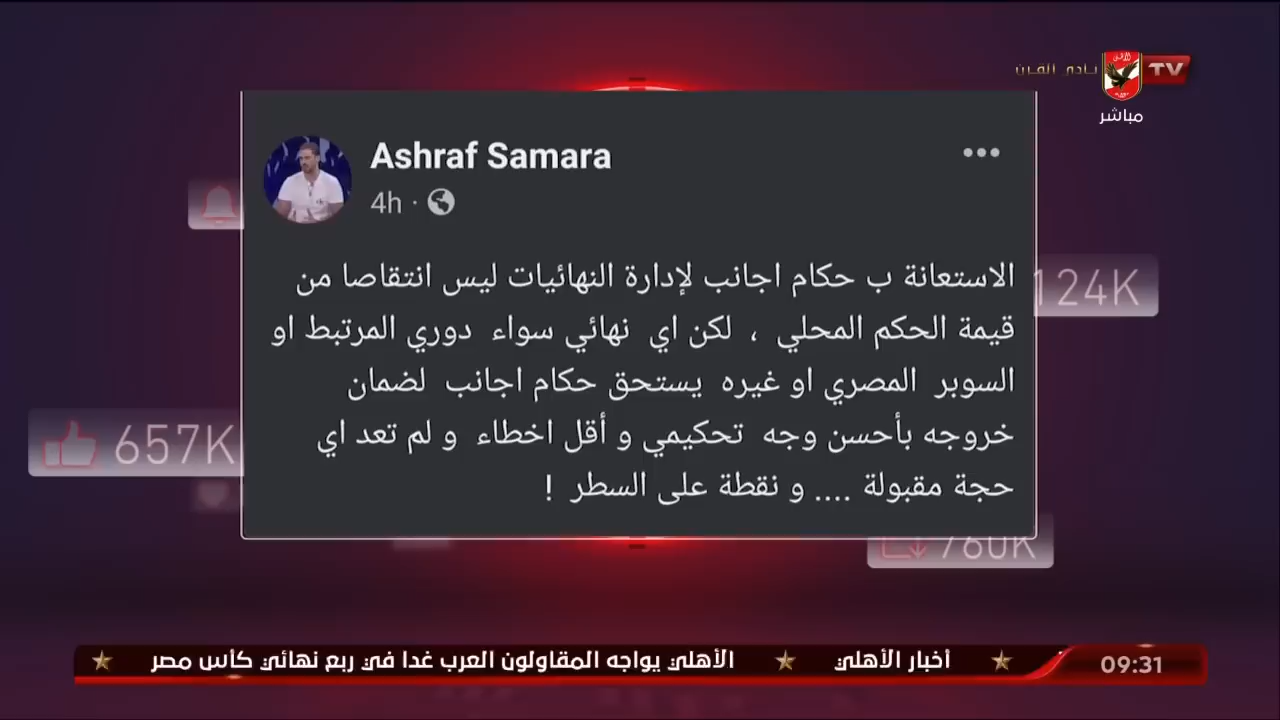 نادي القرن
TV
مباشر
Ashraf Samara
4h ·
الاستعانة ب حكام اجانب لإدارة النهائيات ليس انتقاصا من
قيمة الحكم المحلي ، لكن اي نهائي سواء دوري المرتبط او
السوبر المصري او غيره يستحق حكام اجانب لضمان
خروجه بأحسن وجه تحكيمي و أقل اخطاء و لم تعد اي
حجة مقبولة .... و نقطة على السطر !
124K
657K
760K
أخبار الأهلي
الأهلي يواجه المقاولون العرب غدا في ربع نهائي كأس مصر
09:31